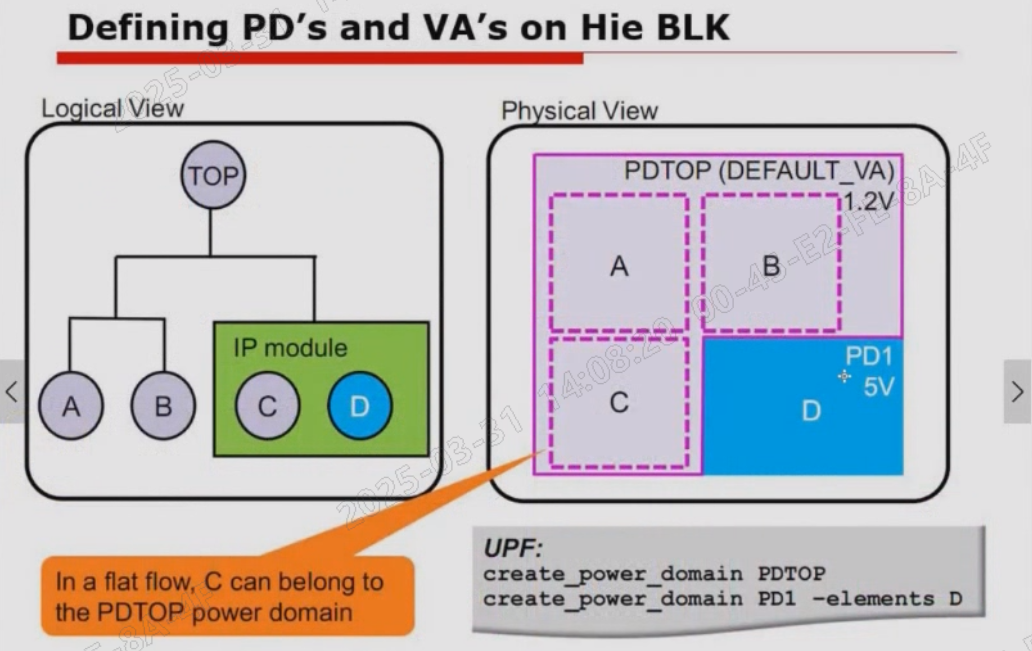 Defining PD's and VA's on Hie BLK
Logical View
TOP
A
B
IP module
C
D
Physical View
PDTOP (DEFAULT_VA)
1.2V
A
B
C
PD1
5V
D
In a flat flow, C can belong to
the PDTOP power domain
UPF:
create_power_domain PDTOP
create_power_domain PD1 –elements D
2025-03-31 14:08:29 90-45-E2-FE-8A-4F